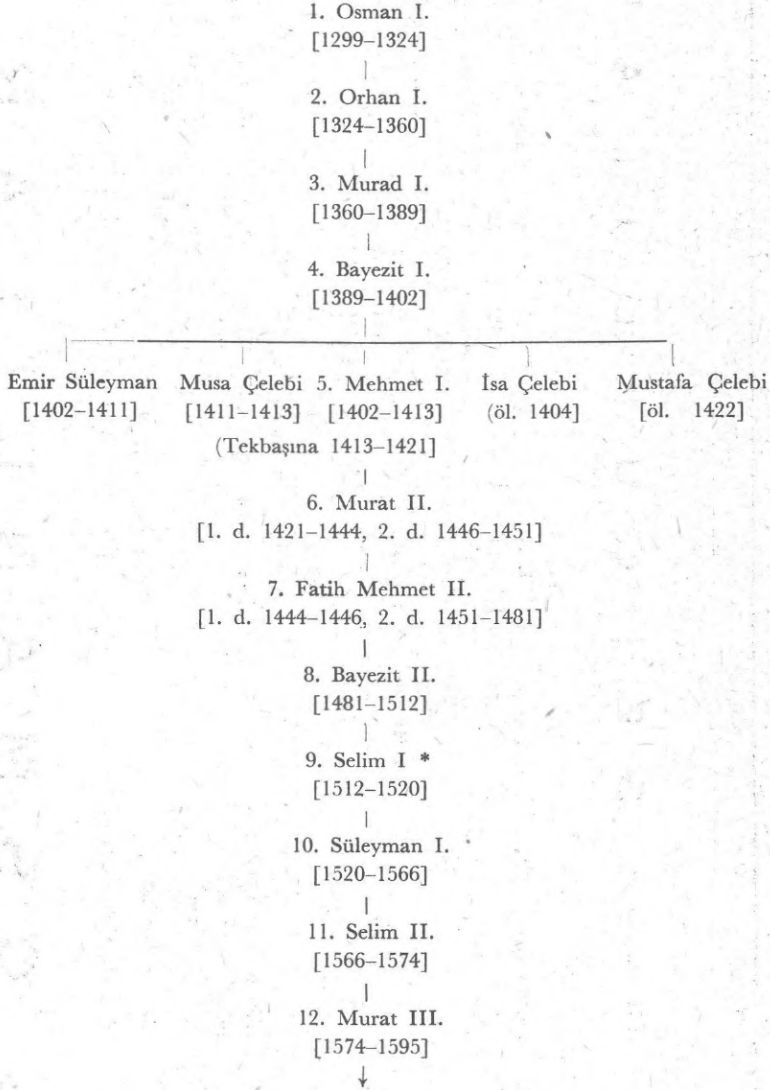 1. Osman I.
[1299–1324]
2. Orhan I.
[1324–1360]
3. Murad I.
[1360–1389]
4. Bayezit I.
[1389–1402]
Emir Süleyman Musa Çelebi 5. Mehmet I. İsa Çelebi Mustafa Çelebi
[1402–1411] [1411–1413] [1402–1413] (öl. 1404] [öl. 1422]
(Tekbaşına 1413–1421]
6. Murat II.
[1. d. 1421–1444, 2. d. 1446–1451]
7. Fatih Mehmet II.
[1. d. 1444–1446, 2. d. 1451–1481]
8. Bayezit II.
[1481–1512]
9. Selim I *
[1512–1520]
10. Süleyman I.
[1520–1566]
11. Selim II.
[1566–1574]
12. Murat III.
[1574–1595]